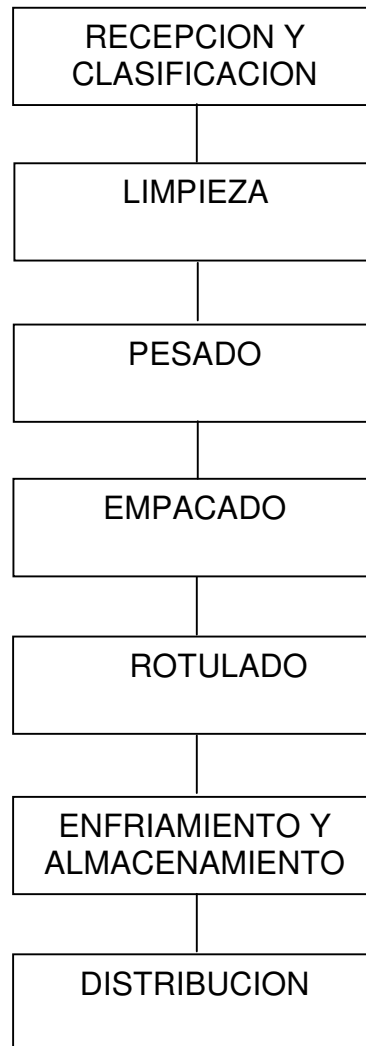 RECEPCION Y
CLASIFICACION
LIMPIEZA
PESADO
EMPACADO
ROTULADO
ENFRIAMIENTO Y
ALMACENAMIENTO
DISTRIBUCION